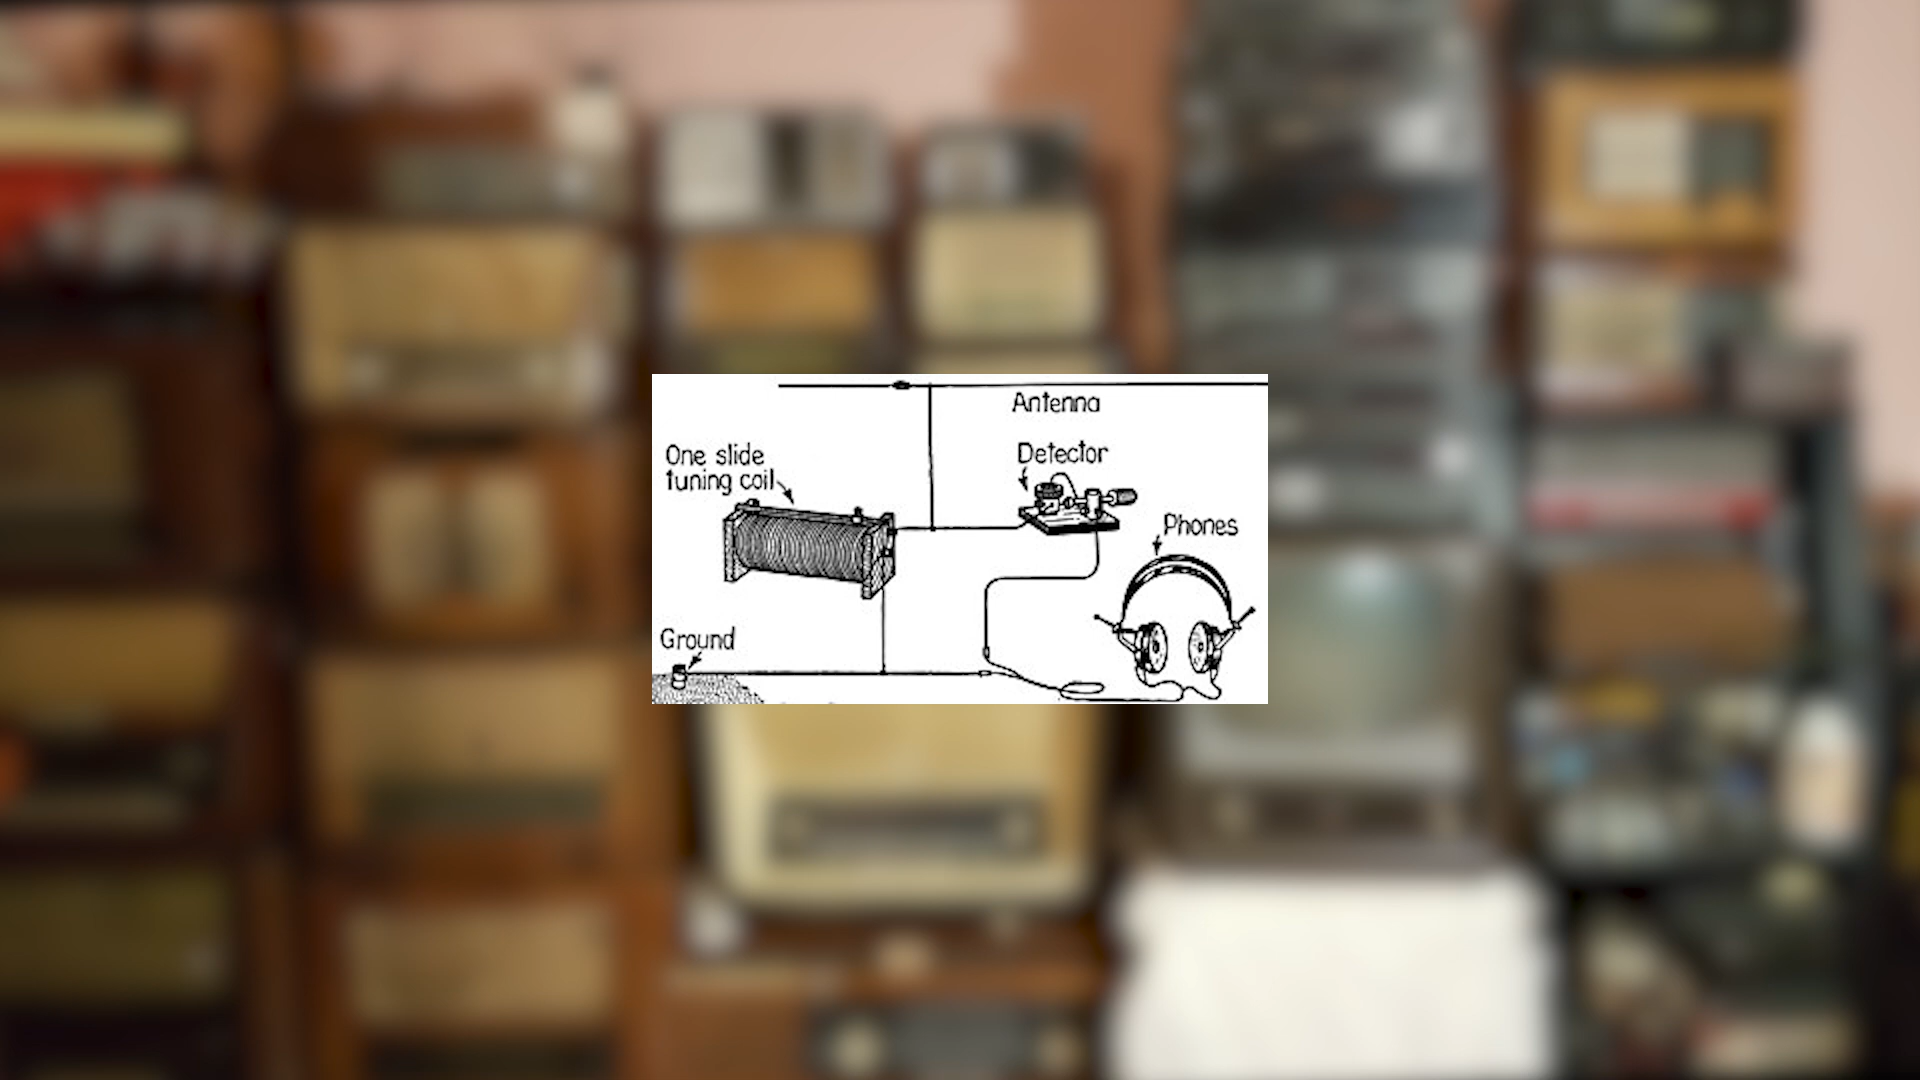 Antenna
One slide
tuning coil
Detector
Phones
Ground